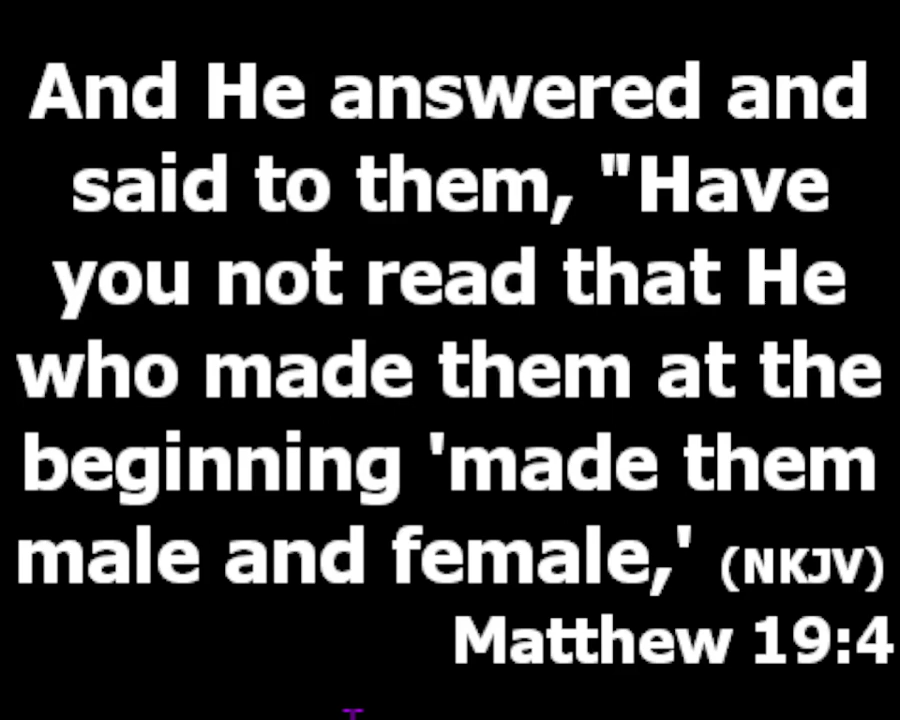 And He answered and
said to them, "Have
you not read that He
who made them at the
beginning 'made them
male and female,' (NKJV)
Matthew 19:4